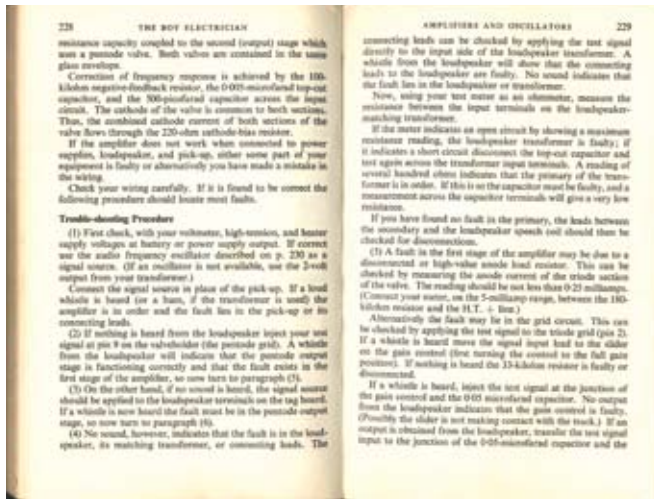 228 THE BOY ELECTRICIAN
resistance capacity coupled to the second (output) stage which
uses a pentode valve. Both valves are contained in the same
glass envelope.
Correction of frequency response is achieved by the 100-
kilohm negative-feedback resistor, the 0·005-microfarad top-cut
capacitor, and the 500-picofarad capacitor across the input
circuit. The cathode of the valve is common to both sections.
Thus, the combined cathode current of both sections of the
valve flows through the 220-ohm cathode-bias resistor.
If the amplifier does not work when connected to power
supplies, loudspeaker, and pick-up, either some part of your
equipment is faulty or alternatively you have made a mistake in
the wiring.
Check your wiring carefully. If it is found to be correct the
following procedure should locate most faults.
Trouble-shooting Procedure
(1) First check, with your voltmeter, high-tension, and heater
supply voltages at battery or power supply output. If correct
use the audio frequency oscillator described on p. 230 as a
signal source. (If an oscillator is not available, use the 2-volt
output from your transformer.)
Connect the signal source in place of the pick-up. If a loud
whistle is heard (or a hum, if the transformer is used) the
amplifier is in order and the fault lies in the pick-up or its
connecting leads.
(2) If nothing is heard from the loudspeaker inject your test
signal at pin 9 on the valveholder (the pentode grid). A whistle
from the loudspeaker will indicate that the pentode output
stage is functioning correctly and that the fault exists in the
first stage of the amplifier, so now turn to paragraph (5).
(3) On the other hand, if no sound is heard, the signal source
should be applied to the loudspeaker terminals on the tag board.
If a whistle is now heard the fault must be in the pentode output
stage, so now turn to paragraph (6).
(4) No sound, however, indicates that the fault is in the loud-
speaker, its matching transformer, or connecting leads. The
AMPLIFIERS AND OSCILLATORS 229
connecting leads can be checked by applying the test signal
directly to the input side of the loudspeaker transformer. A
whistle from the loudspeaker will show that the connecting
leads to the loudspeaker are faulty. No sound indicates that
the fault lies in the loudspeaker or transformer.
Now, using your test meter as an ohmmeter, measure the
resistance between the input terminals on the loudspeaker-
matching transformer.
If the meter indicates an open circuit by showing a maximum
resistance reading, the loudspeaker transformer is faulty; if
it indicates a short circuit disconnect the top-cut capacitor and
test again across the transformer input terminals. A reading of
several hundred ohms indicates that the primary of the trans-
former is in order. If this is so the capacitor must be faulty, and a
measurement across the capacitor terminals will give a very low
resistance.
If you have found no fault in the primary, the leads between
the secondary and the loudspeaker speech coil should then be
checked for disconnections.
(5) A fault in the first stage of the amplifier may be due to a
disconnected or high-value anode load resistor. This can be
checked by measuring the anode current of the triode section
of the valve. The reading should be not less than 0·25 milliamps.
(Connect your meter, on the 5-milliamp range, between the 180-
kilohm resistor and the H.T. + line.)
Alternatively the fault may lie in the grid circuit. This can
be checked by applying the test signal to the triode grid (pin 2).
If a whistle is heard move the signal input lead to the slider
on the gain control (first turning the control to the full gain
position). If nothing is heard the 33-kilohm resistor is faulty or
disconnected.
If a whistle is heard, inject the test signal at the junction of
the gain control and the 0·05 microfarad capacitor. No output
from the loudspeaker indicates that the gain control is faulty.
(Possibly the slider is not making contact with the track.) If an
output is obtained from the loudspeaker, transfer the test signal
input to the junction of the 0·05-microfarad capacitor and the